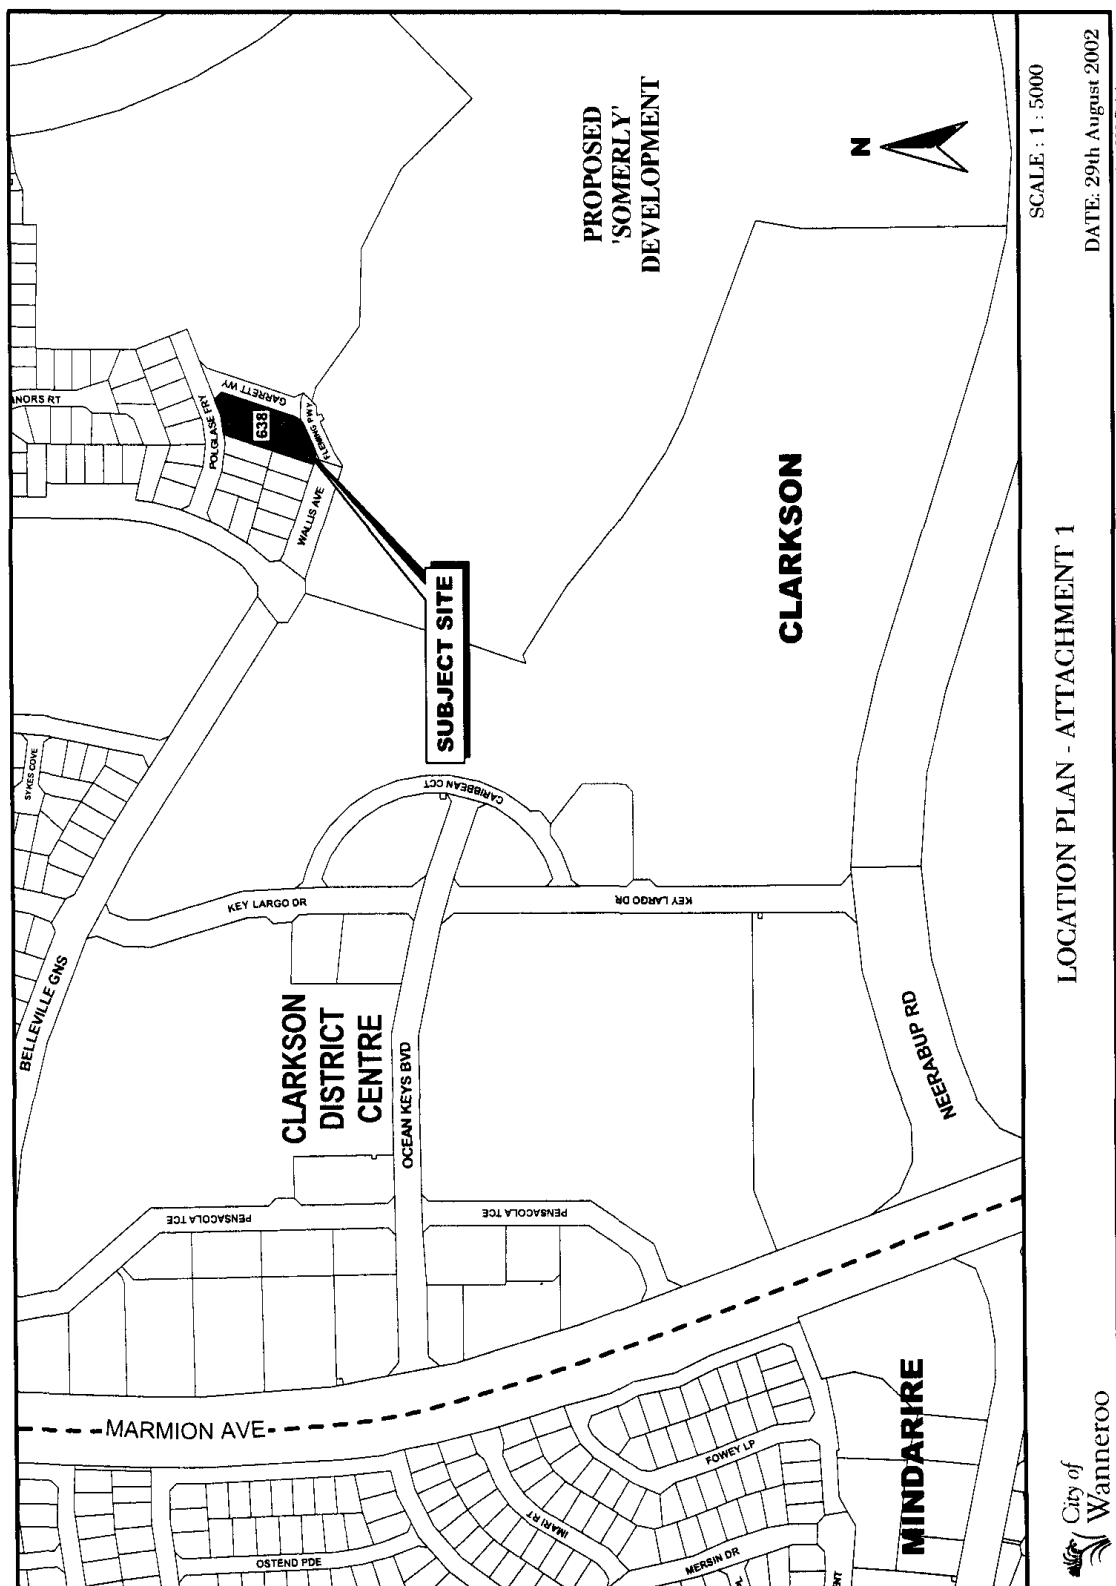 PROPOSED
'SOMERLY'
DEVELOPMENT
N
NORS RT
POLGLASE FRY
GARRETT WY
638
FLEMING PWY
WALLIS AVE
SUBJECT SITE
CLARKSON
SYKES COVE
CARIBBEAN CCT
KEY LARGO DR
KEY LARGO DR
BELLEVILLE GNS
CLARKSON
DISTRICT
CENTRE
OCEAN KEYS BVD
NEERABUP RD
PENSACOLA TCE
PENSACOLA TCE
MARMION AVE
MINDARIRE
FOWEY LP
IMARI RT
MERSIN DR
OSTEND PDE
SCALE : 1 : 5000
DATE: 29th August 2002
LOCATION PLAN - ATTACHMENT 1
City of
Wanneroo